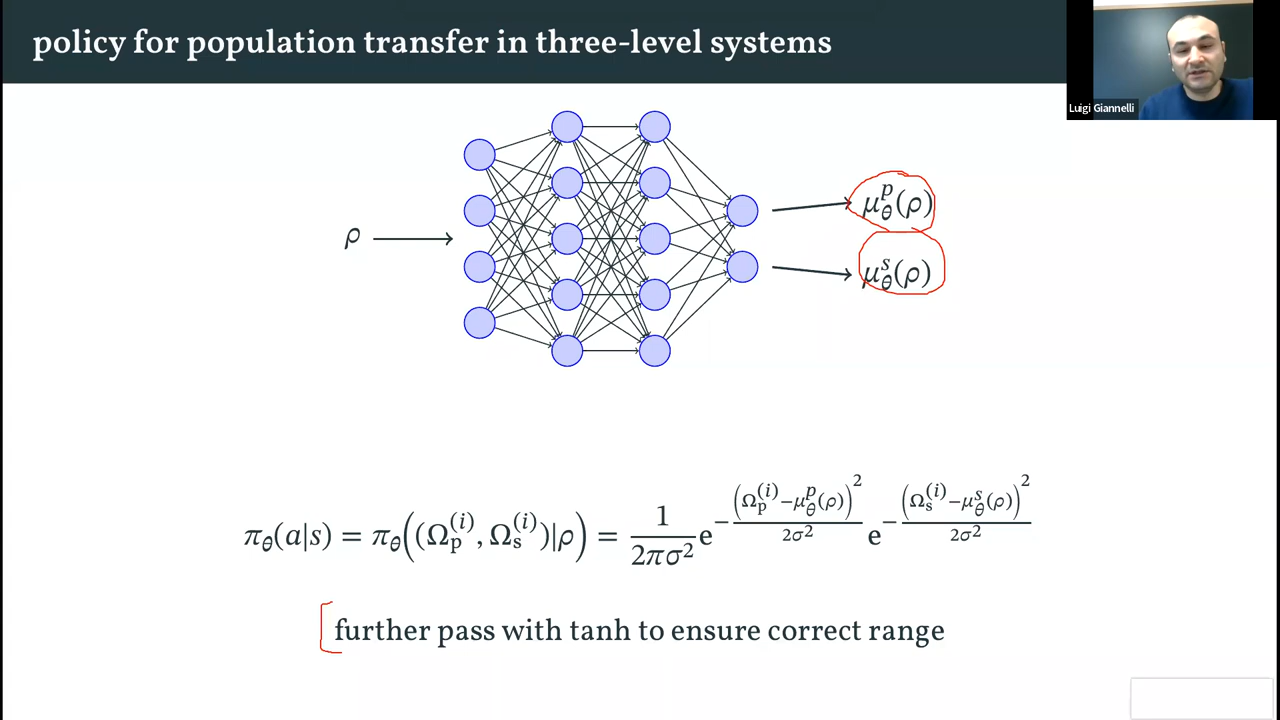 policy for population transfer in three-level systems
Luigi Giannelli
ρ
μ_θ^p(ρ)
μ_θ^s(ρ)
π_θ(a|s) = π_θ((Ω_p^(i), Ω_s^(i))|ρ) = 1/(2πσ²) e^{−(Ω_p^(i)−μ_θ^p(ρ))²/(2σ²)} e^{−(Ω_s^(i)−μ_θ^s(ρ))²/(2σ²)}
further pass with tanh to ensure correct range